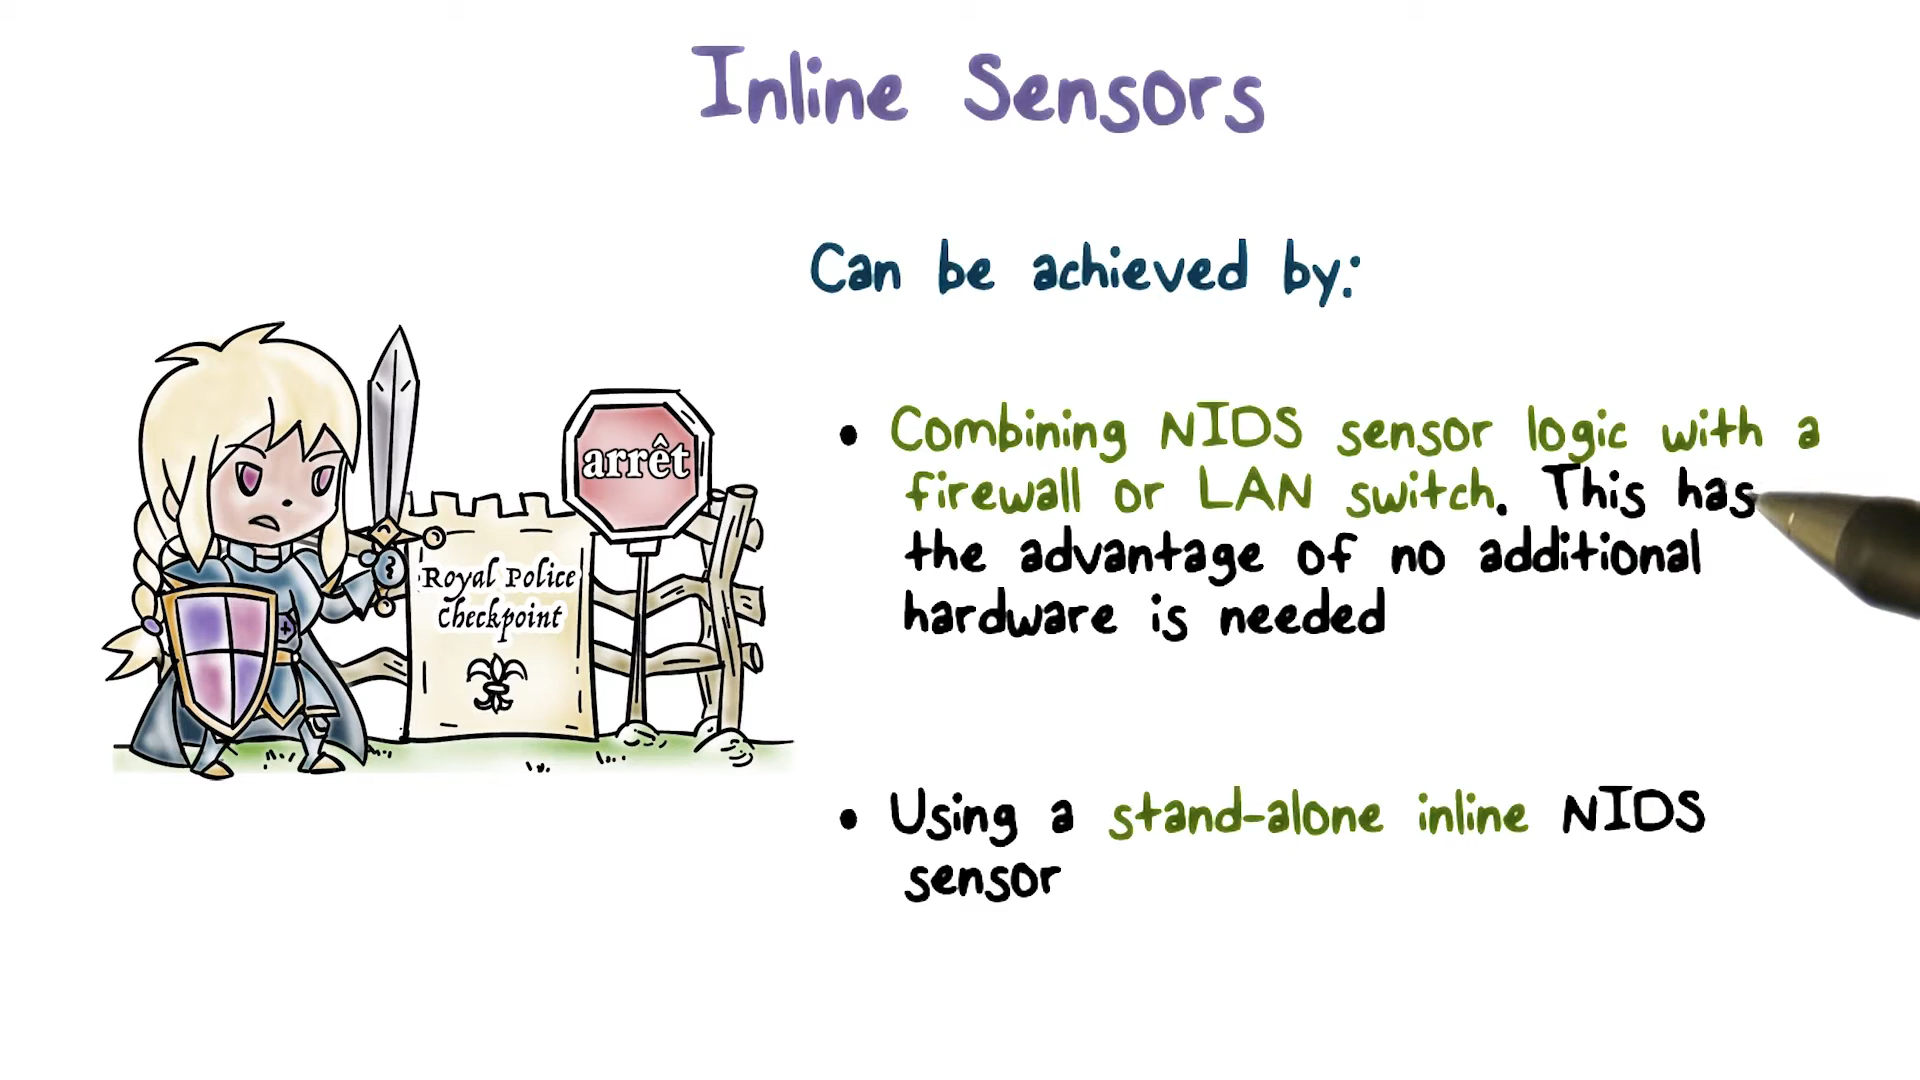 Inline Sensors
Can be achieved by:
• Combining NIDS sensor logic with a
firewall or LAN switch. This has
the advantage of no additional
hardware is needed
• Using a stand-alone inline NIDS
sensor
arrêt
Royal Police
Checkpoint